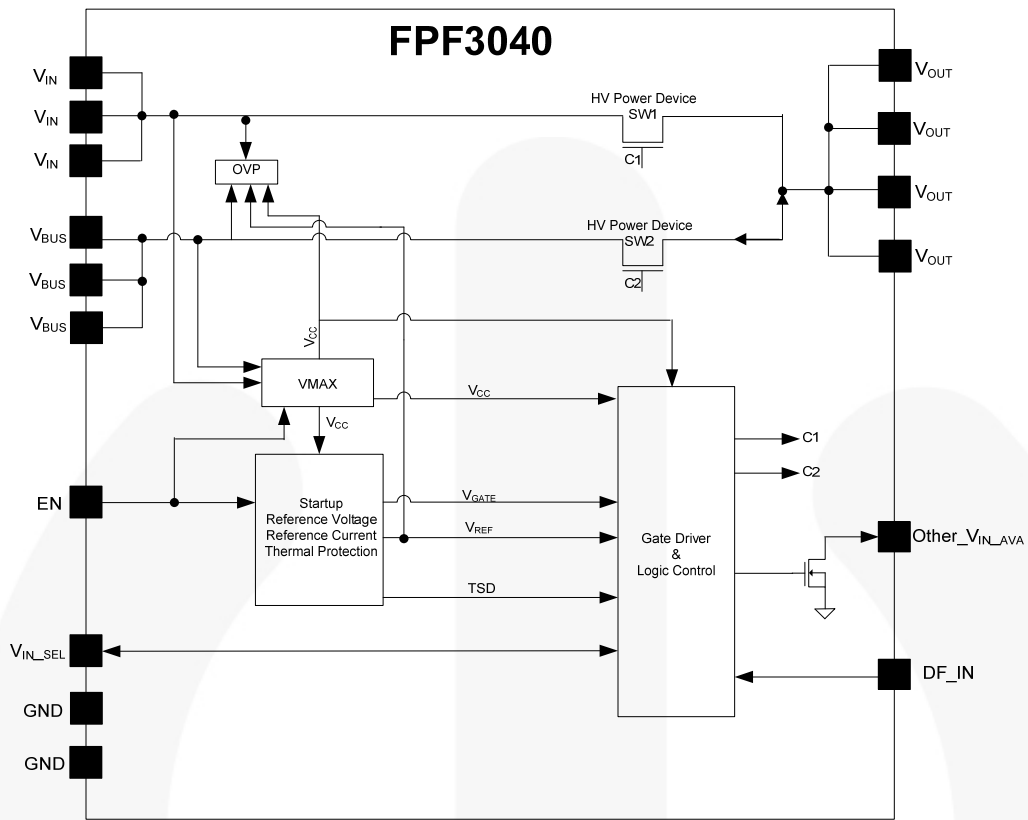 FPF3040
VIN
VIN
VIN
VBUS
VBUS
VBUS
EN
VIN_SEL
GND
GND
OVP
HV Power Device
SW1
C1
HV Power Device
SW2
C2
VCC
VMAX
VCC
VCC
Startup
Reference Voltage
Reference Current
Thermal Protection
VGATE
VREF
TSD
Gate Driver
&
Logic Control
C1
C2
VOUT
VOUT
VOUT
VOUT
Other_VIN_AVA
DF_IN